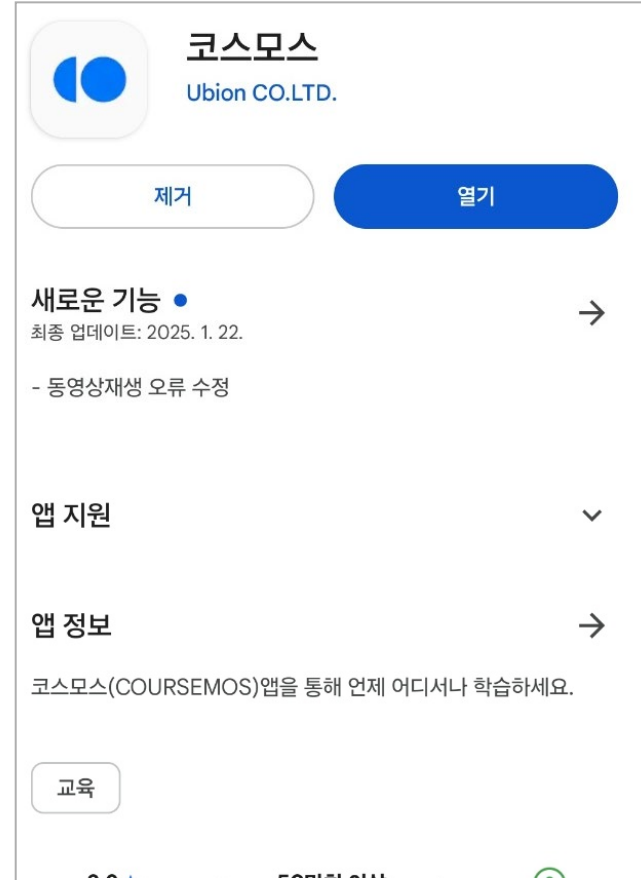 코스모스
Ubion CO.LTD.
제거
열기
새로운 기능
최종 업데이트: 2025. 1. 22.
- 동영상재생 오류 수정
앱 지원
앱 정보
코스모스(COURSEMOS)앱을 통해 언제 어디서나 학습하세요.
교육